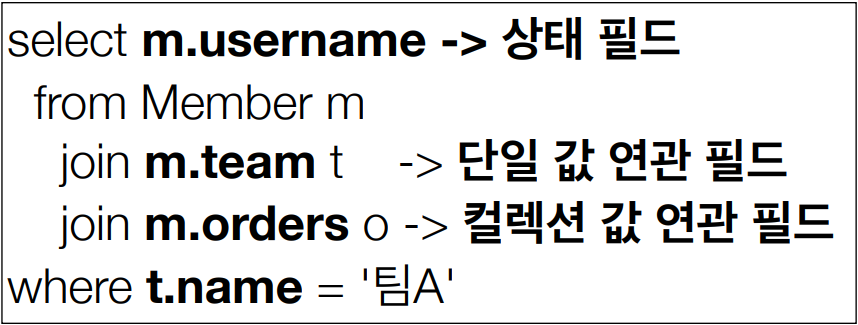 select m.username -> 상태 필드
from Member m
join m.team t -> 단일 값 연관 필드
join m.orders o -> 컬렉션 값 연관 필드
where t.name = '팀A'